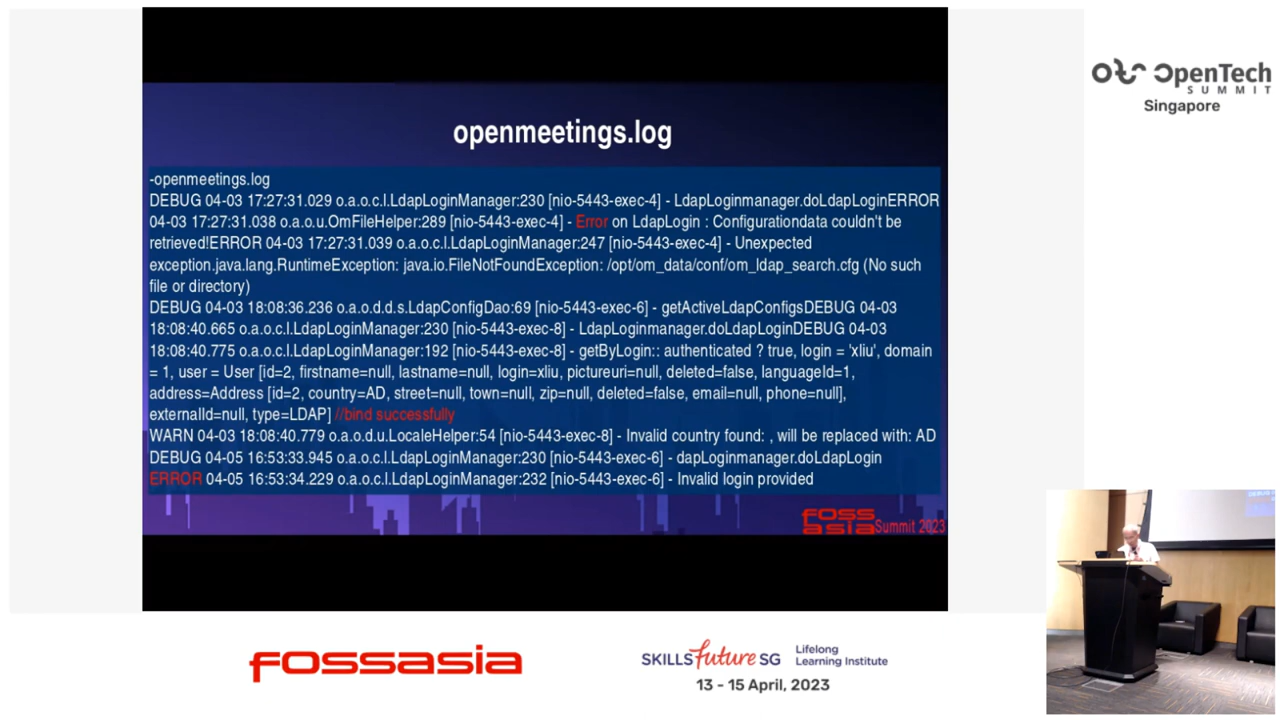 openmeetings.log
-openmeetings.log
DEBUG 04-03 17:27:31.029 o.a.o.c.l.LdapLoginManager:230 [nio-5443-exec-4] - LdapLoginmanager.doLdapLoginERROR
04-03 17:27:31.038 o.a.o.u.OmFileHelper:289 [nio-5443-exec-4] - Error on LdapLogin : Configurationdata couldn't be
retrieved!ERROR 04-03 17:27:31.039 o.a.o.c.l.LdapLoginManager:247 [nio-5443-exec-4] - Unexpected
exception.java.lang.RuntimeException: java.io.FileNotFoundException: /opt/om_data/conf/om_ldap_search.cfg (No such
file or directory)
DEBUG 04-03 18:08:36.236 o.a.o.d.d.s.LdapConfigDao:69 [nio-5443-exec-6] - getActiveLdapConfigsDEBUG 04-03
18:08:40.665 o.a.o.c.l.LdapLoginManager:230 [nio-5443-exec-8] - LdapLoginmanager.doLdapLoginDEBUG 04-03
18:08:40.775 o.a.o.c.l.LdapLoginManager:192 [nio-5443-exec-8] - getByLogin:: authenticated ? true, login = 'xliu', domain
= 1, user = User [id=2, firstname=null, lastname=null, login=xliu, pictureuri=null, deleted=false, languageId=1,
address=Address [id=2, country=AD, street=null, town=null, zip=null, deleted=false, email=null, phone=null],
externalId=null, type=LDAP] //bind successfully
WARN 04-03 18:08:40.779 o.a.o.d.u.LocaleHelper:54 [nio-5443-exec-8] - Invalid country found: , will be replaced with: AD
DEBUG 04-05 16:53:33.945 o.a.o.c.l.LdapLoginManager:230 [nio-5443-exec-6] - dapLoginmanager.doLdapLogin
ERROR 04-05 16:53:34.229 o.a.o.c.l.LdapLoginManager:232 [nio-5443-exec-6] - Invalid login provided
FOSS
ASIA Summit 2023
OTS OpenTech
SUMMIT
Singapore
FOSSASIA
SKILLS future SG
Lifelong
Learning Institute
13 - 15 April, 2023